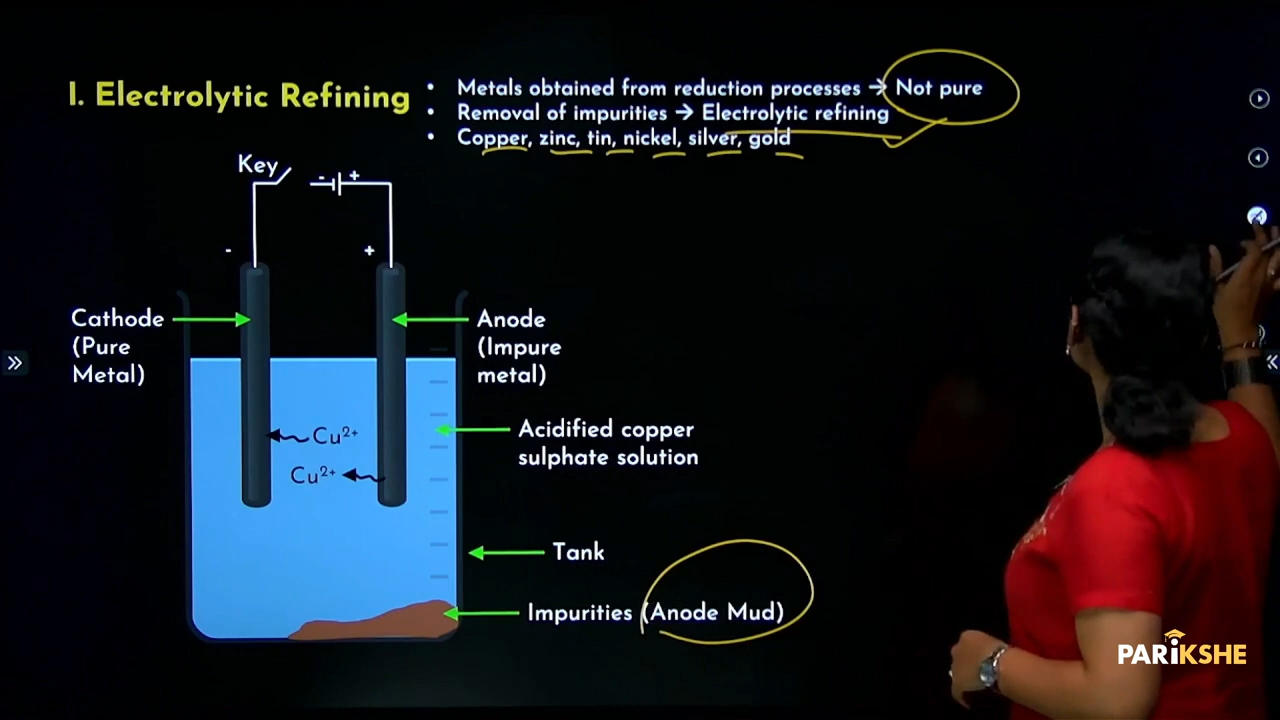 I. Electrolytic Refining
• Metals obtained from reduction processes → Not pure
• Removal of impurities → Electrolytic refining
• Copper, zinc, tin, nickel, silver, gold
Key
- +
- +
Cathode
(Pure
Metal)
Anode
(Impure
metal)
Cu²⁺
Cu²⁺
Acidified copper
sulphate solution
Tank
Impurities (Anode Mud)
PARiKSHE